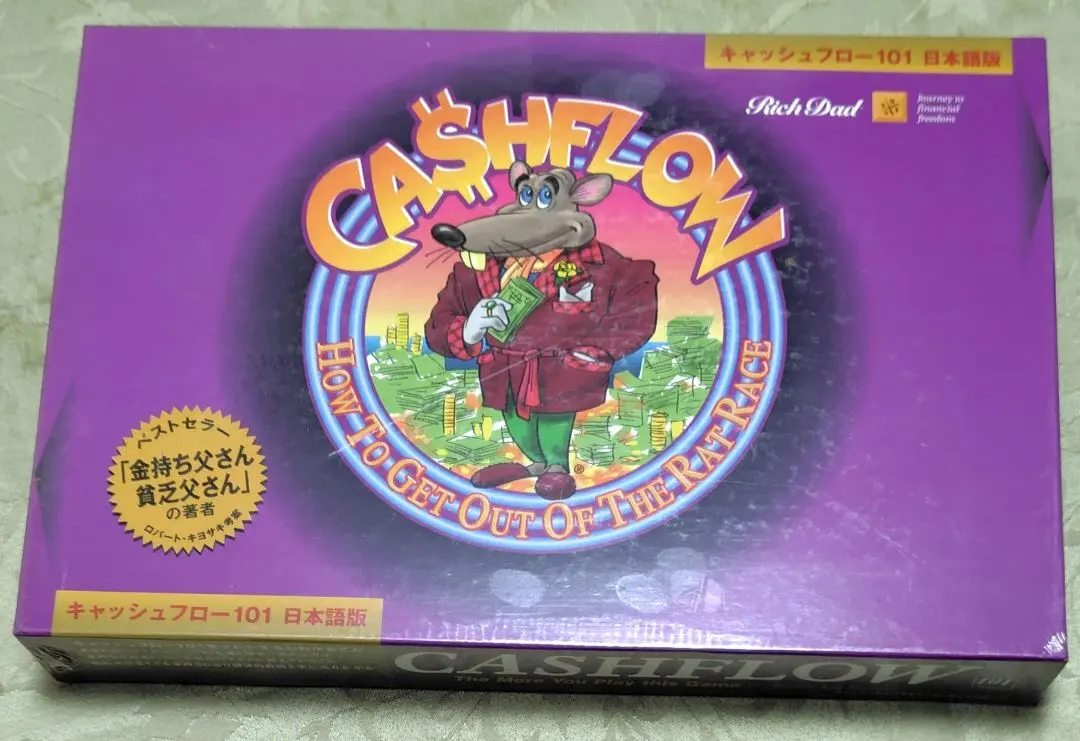 キャッシュフロー101 日本語版
Rich Dad
Journey to
financial
freedom
CA$HFLOW
®
HOW TO GET OUT OF THE RAT RACE
®
ベストセラー
「金持ち父さん
貧乏父さん」
の著者
ロバート・キヨサキ考案
キャッシュフロー101 日本語版
CASHFLOW 101
The More You Play this Game